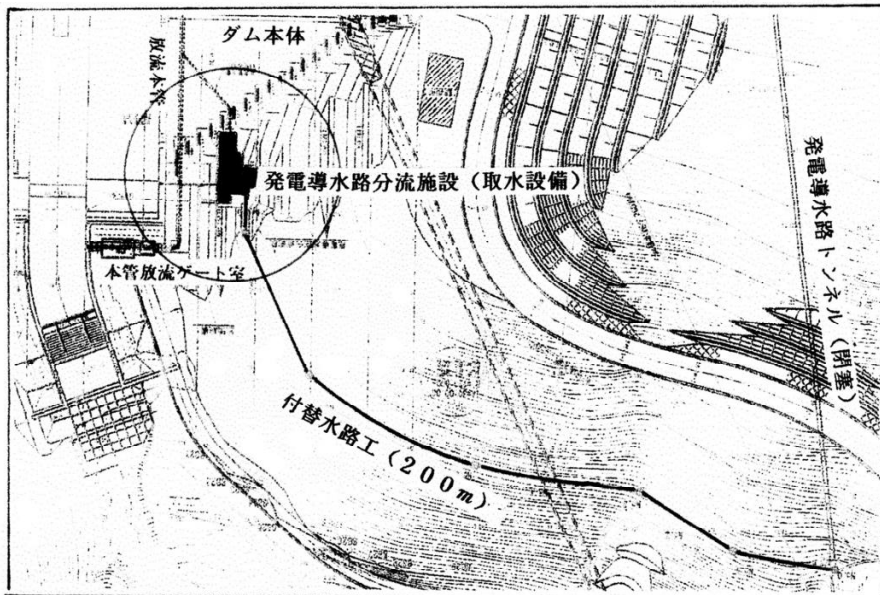 ダム本体
放流本管
発電導水路分流施設（取水設備）
本管放流ゲート室
発電導水路トンネル（閉塞）
付替水路工（２００ｍ）